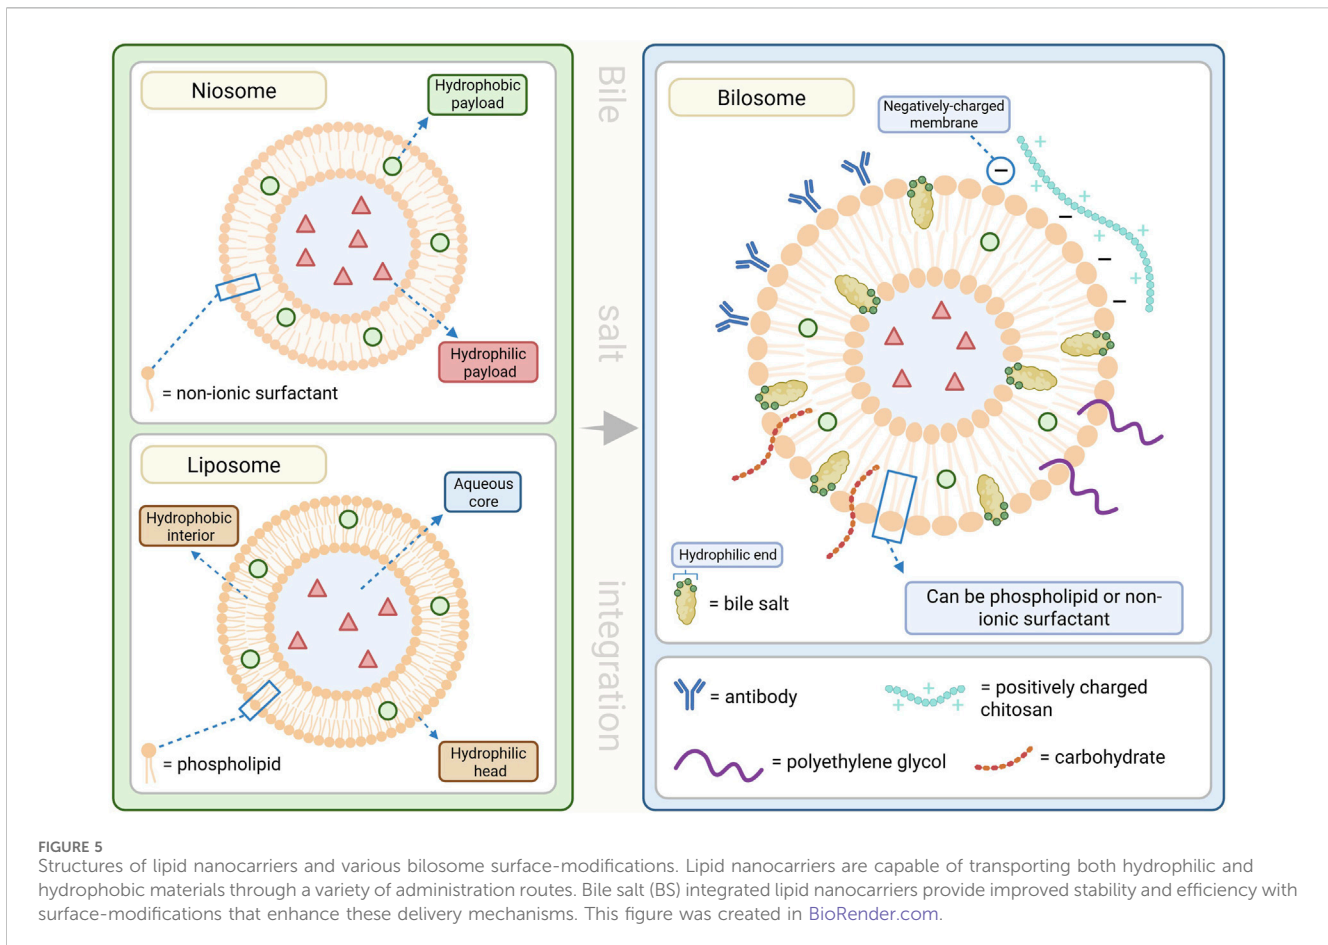 Niosome
Hydrophobic
payload
Hydrophilic
payload
= non-ionic surfactant
Liposome
Aqueous
core
Hydrophobic
interior
Hydrophilic
head
= phospholipid
Bile
salt
integration
Bilosome
Negatively-charged
membrane
−
+
+
+
+
+
+
−
−
−
Hydrophilic end
= bile salt
Can be phospholipid or non-
ionic surfactant
= antibody
+
+
+
= positively charged
chitosan
= polyethylene glycol
= carbohydrate
FIGURE 5
Structures of lipid nanocarriers and various bilosome surface-modifications. Lipid nanocarriers are capable of transporting both hydrophilic and
hydrophobic materials through a variety of administration routes. Bile salt (BS) integrated lipid nanocarriers provide improved stability and efficiency with
surface-modifications that enhance these delivery mechanisms. This figure was created in BioRender.com.